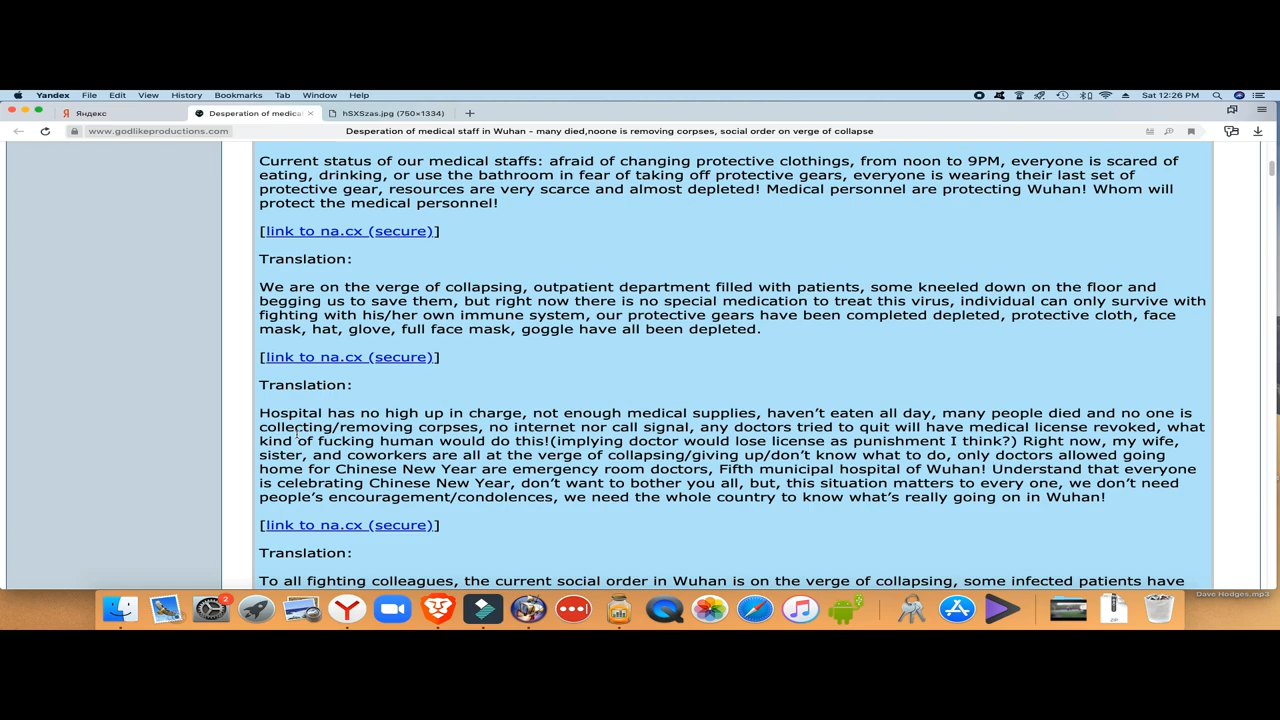 Yandex File Edit View History Bookmarks Tab Window Help Sat 12:26 PM
Яндекс Desperation of medica hSXSzas.jpg (750×1334)
www.godlikeproductions.com Desperation of medical staff in Wuhan - many died,noone is removing corpses, social order on verge of collapse
Current status of our medical staffs: afraid of changing protective clothings, from noon to 9PM, everyone is scared of
eating, drinking, or use the bathroom in fear of taking off protective gears, everyone is wearing their last set of
protective gear, resources are very scarce and almost depleted! Medical personnel are protecting Wuhan! Whom will
protect the medical personnel!
[link to na.cx (secure)]
Translation:
We are on the verge of collapsing, outpatient department filled with patients, some kneeled down on the floor and
begging us to save them, but right now there is no special medication to treat this virus, individual can only survive with
fighting with his/her own immune system, our protective gears have been completed depleted, protective cloth, face
mask, hat, glove, full face mask, goggle have all been depleted.
[link to na.cx (secure)]
Translation:
Hospital has no high up in charge, not enough medical supplies, haven't eaten all day, many people died and no one is
collecting/removing corpses, no internet nor call signal, any doctors tried to quit will have medical license revoked, what
kind of fucking human would do this!(implying doctor would lose license as punishment I think?) Right now, my wife,
sister, and coworkers are all at the verge of collapsing/giving up/don't know what to do, only doctors allowed going
home for Chinese New Year are emergency room doctors, Fifth municipal hospital of Wuhan! Understand that everyone
is celebrating Chinese New Year, don't want to bother you all, but, this situation matters to every one, we don't need
people's encouragement/condolences, we need the whole country to know what's really going on in Wuhan!
[link to na.cx (secure)]
Translation:
To all fighting colleagues, the current social order in Wuhan is on the verge of collapsing, some infected patients have
Dave Hodges.mp3
2
ZIP